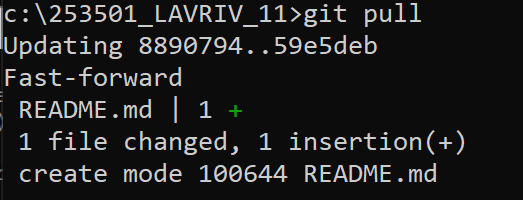 c:\253501_LAVRIV_11>git pull
Updating 8890794..59e5deb
Fast-forward
 README.md | 1 +
 1 file changed, 1 insertion(+)
 create mode 100644 README.md